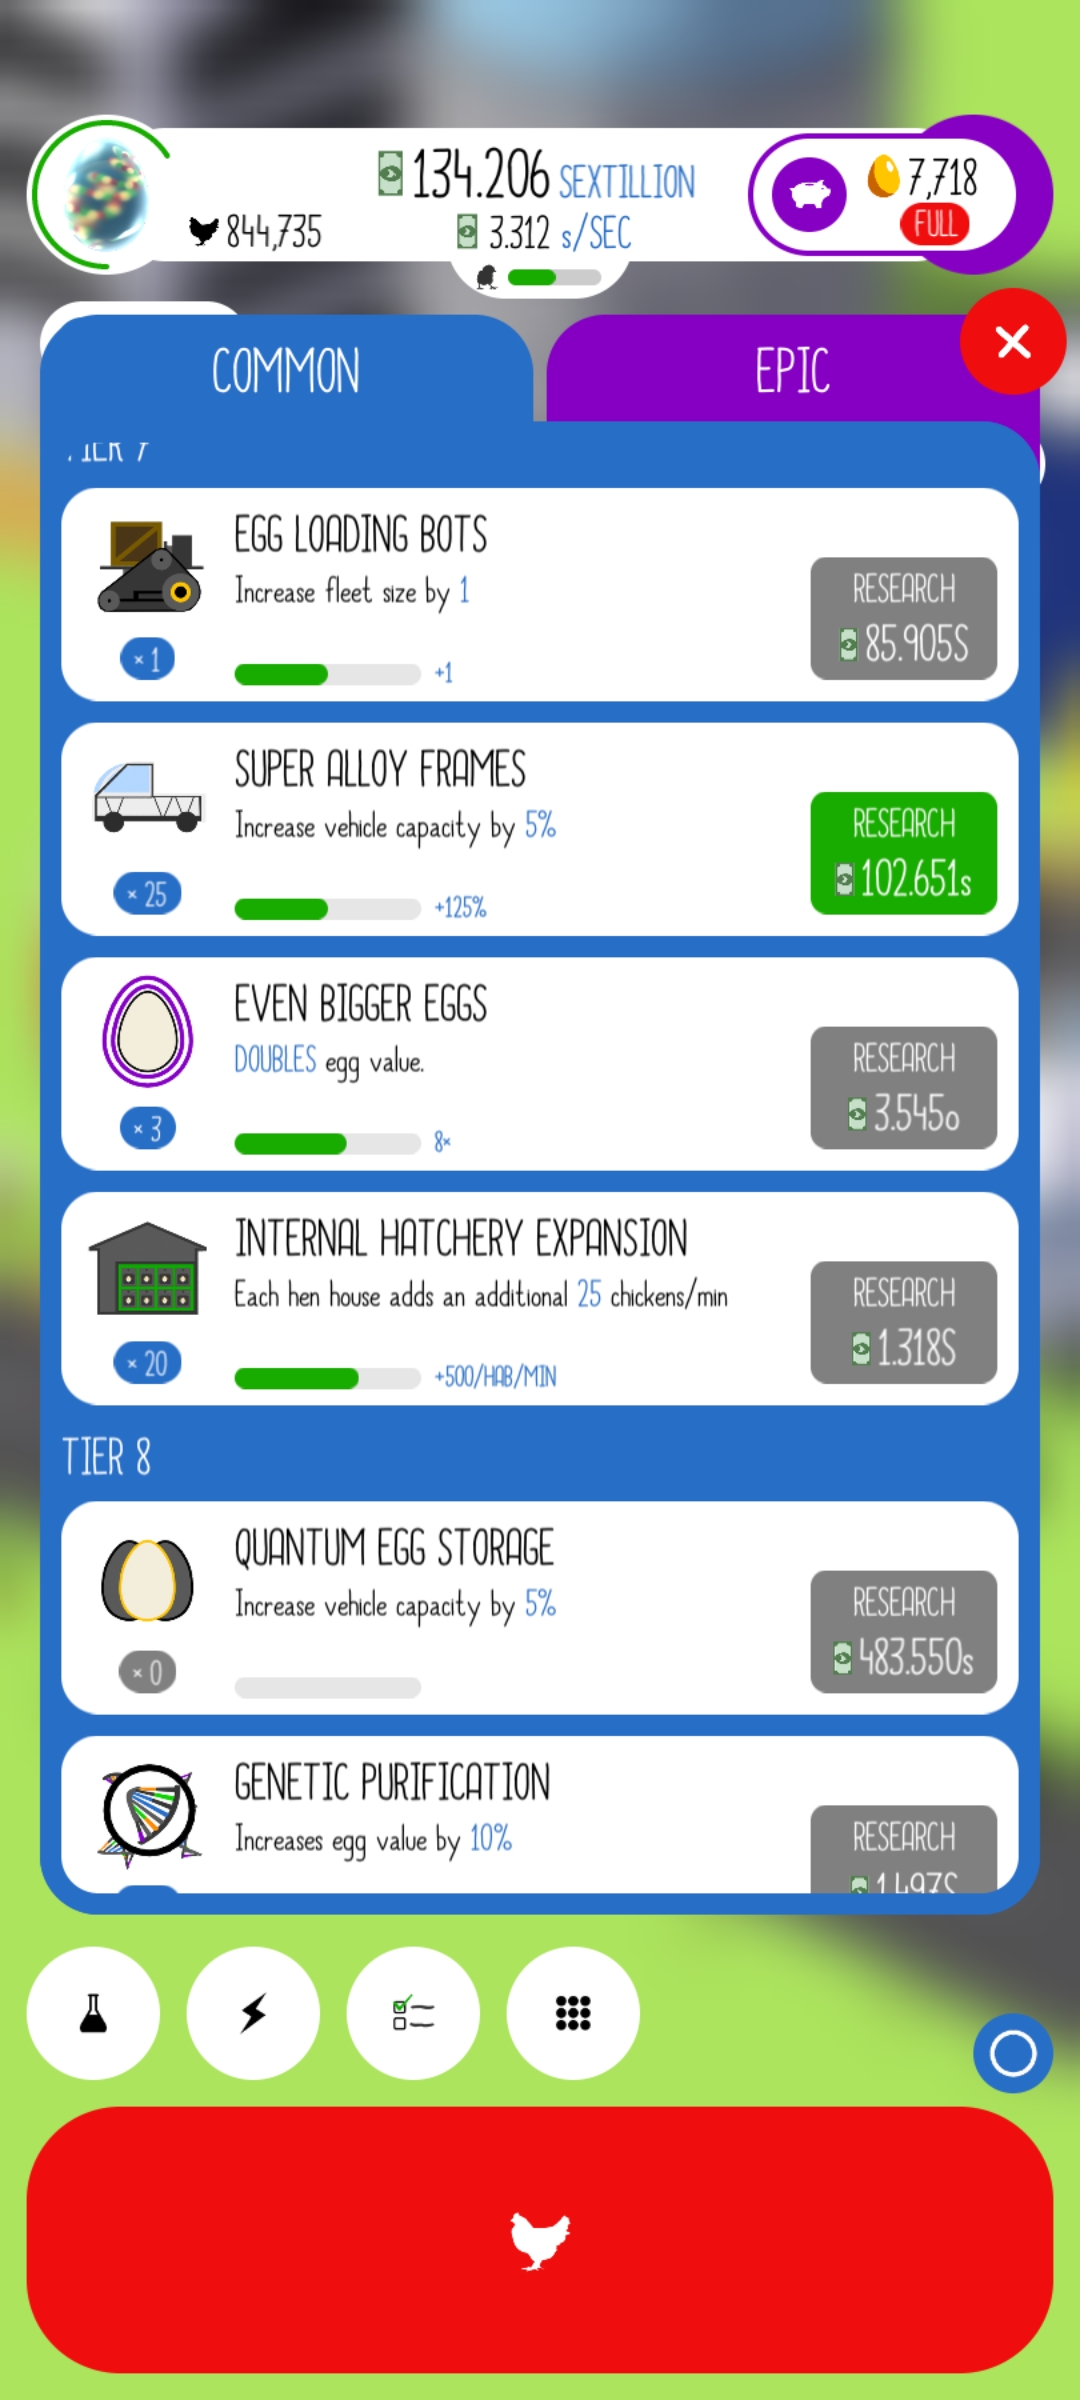 134.206 SEXTILLION
844,735
3.312 s/SEC
7,718
FULL
COMMON
EPIC
TIER 7
EGG LOADING BOTS
Increase fleet size by 1
× 1
+1
RESEARCH
85.905S
SUPER ALLOY FRAMES
Increase vehicle capacity by 5%
× 25
+125%
RESEARCH
102.651s
EVEN BIGGER EGGS
DOUBLES egg value.
× 3
8×
RESEARCH
3.545o
INTERNAL HATCHERY EXPANSION
Each hen house adds an additional 25 chickens/min
× 20
+500/HAB/MIN
RESEARCH
1.318S
TIER 8
QUANTUM EGG STORAGE
Increase vehicle capacity by 5%
× 0
RESEARCH
483.550s
GENETIC PURIFICATION
Increases egg value by 10%
RESEARCH
1.497S